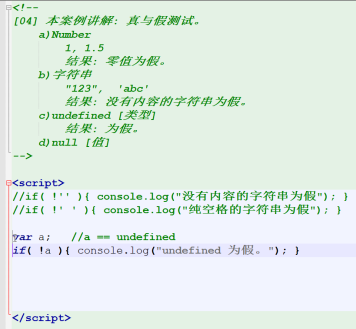 <!--
[04] 本案例讲解: 真与假测试。
a)Number
1, 1.5
结果: 零值为假。
b)字符串
"123", 'abc'
结果: 没有内容的字符串为假。
c)undefined [类型]
结果: 为假。
d)null [值]
-->
<script>
//if( !'' ){ console.log("没有内容的字符串为假"); }
//if( !' ' ){ console.log("纯空格的字符串为假"); }
var a; //a == undefined
if( !a ){ console.log("undefined 为假。"); }
</script>